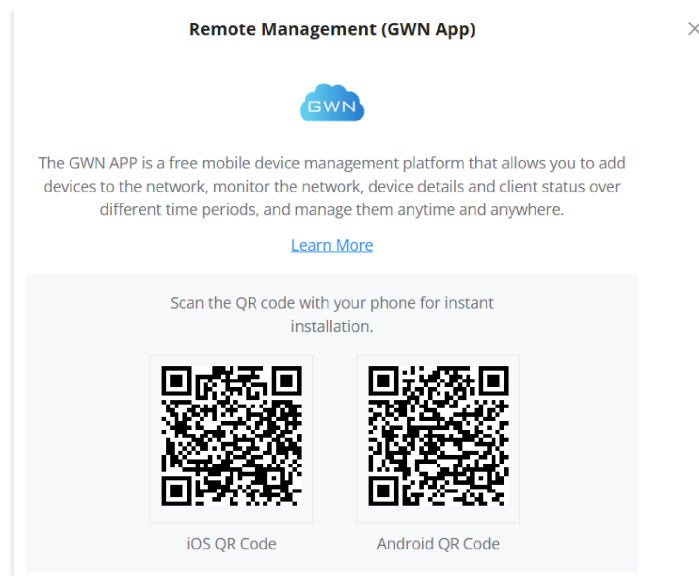 Remote Management (GWN App)
GWN
The GWN APP is a free mobile device management platform that allows you to add
devices to the network, monitor the network, device details and client status over
different time periods, and manage them anytime and anywhere.
Learn More
Scan the QR code with your phone for instant
installation.
iOS QR Code
Android QR Code